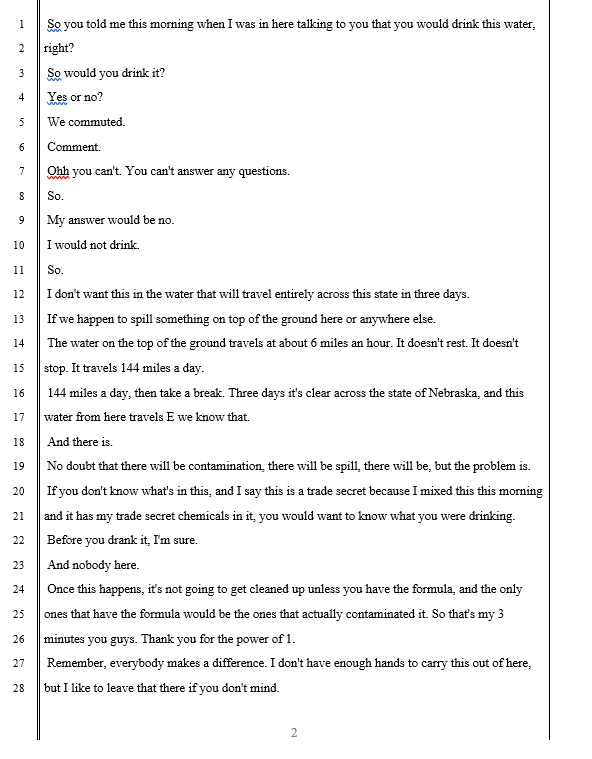 1 So you told me this morning when I was in here talking to you that you would drink this water,
2 right?
3 So would you drink it?
4 Yes or no?
5 We commuted.
6 Comment.
7 Ohh you can't. You can't answer any questions.
8 So.
9 My answer would be no.
10 I would not drink.
11 So.
12 I don't want this in the water that will travel entirely across this state in three days.
13 If we happen to spill something on top of the ground here or anywhere else.
14 The water on the top of the ground travels at about 6 miles an hour. It doesn't rest. It doesn't
15 stop. It travels 144 miles a day.
16 144 miles a day, then take a break. Three days it's clear across the state of Nebraska, and this
17 water from here travels E we know that.
18 And there is.
19 No doubt that there will be contamination, there will be spill, there will be, but the problem is.
20 If you don't know what's in this, and I say this is a trade secret because I mixed this this morning
21 and it has my trade secret chemicals in it, you would want to know what you were drinking.
22 Before you drank it, I'm sure.
23 And nobody here.
24 Once this happens, it's not going to get cleaned up unless you have the formula, and the only
25 ones that have the formula would be the ones that actually contaminated it. So that's my 3
26 minutes you guys. Thank you for the power of 1.
27 Remember, everybody makes a difference. I don't have enough hands to carry this out of here,
28 but I like to leave that there if you don't mind.
2